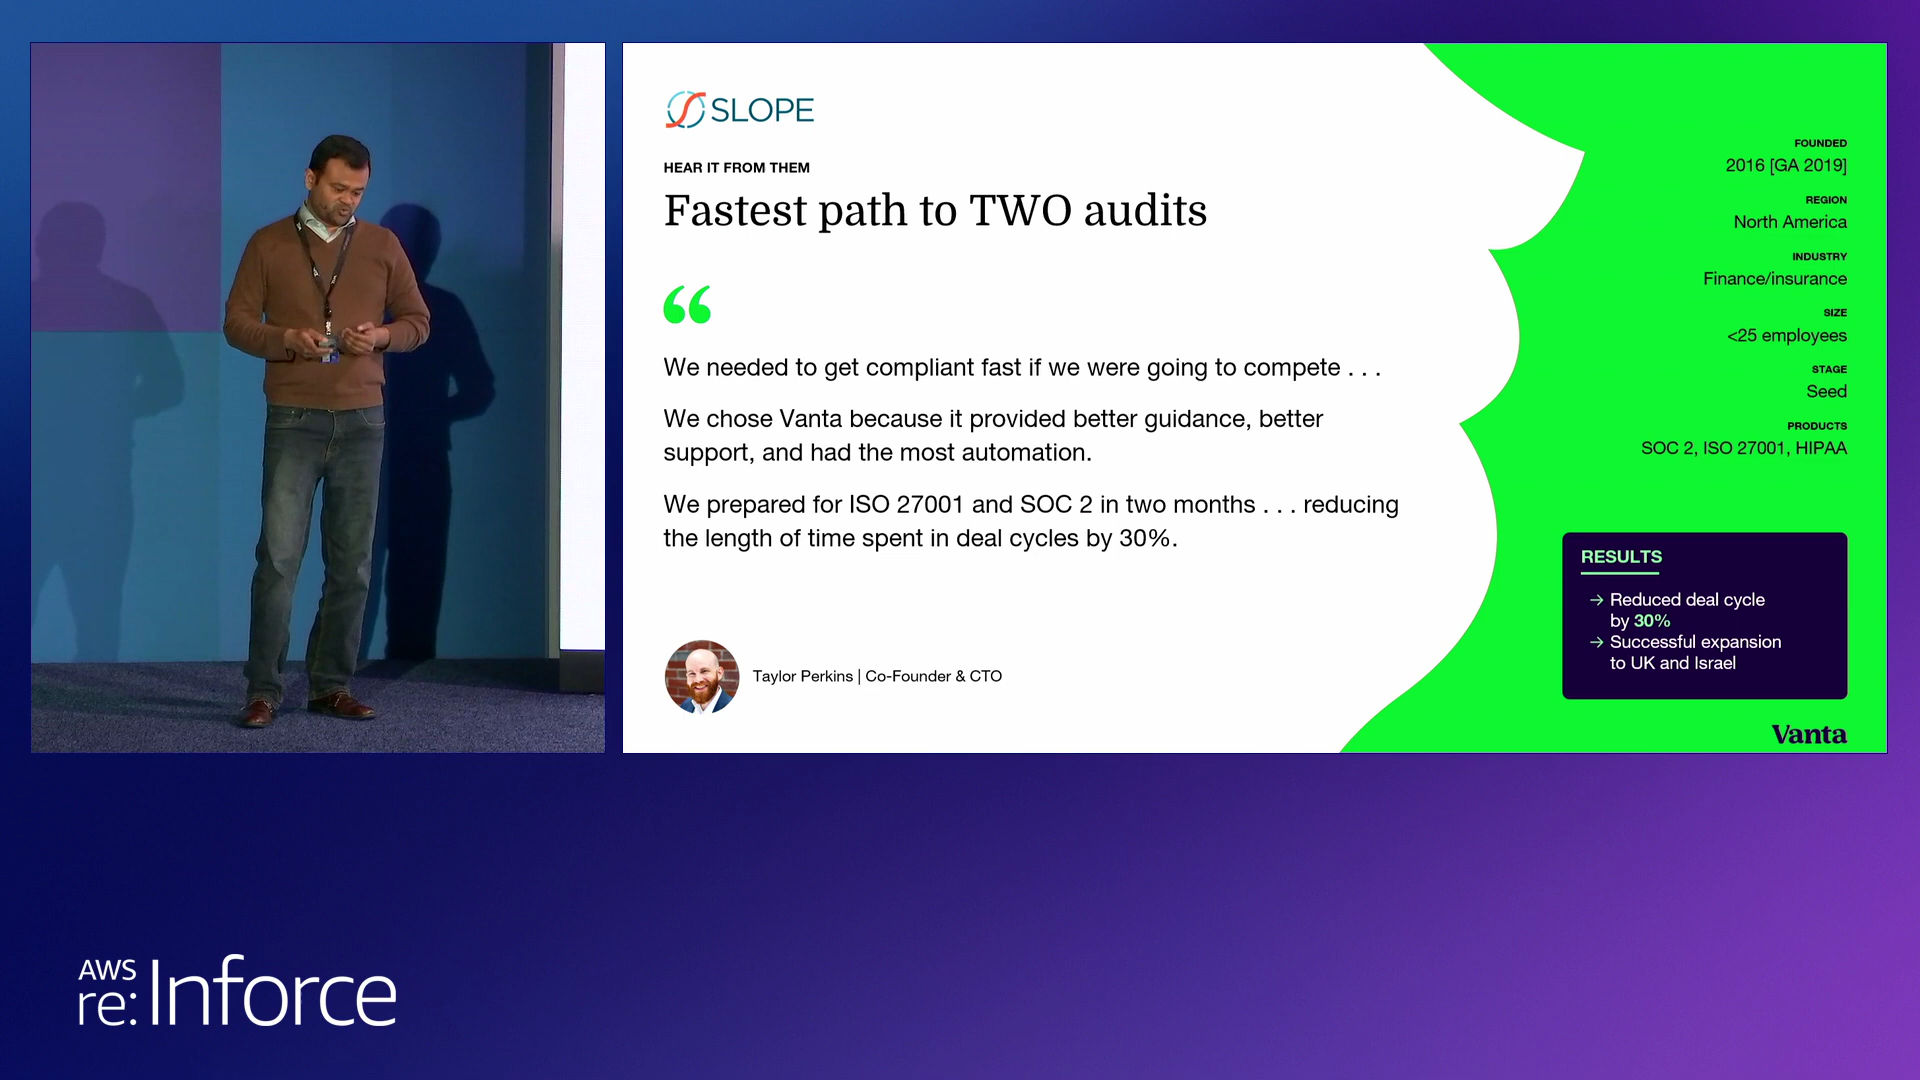 SLOPE
HEAR IT FROM THEM
Fastest path to TWO audits
“
We needed to get compliant fast if we were going to compete . . .
We chose Vanta because it provided better guidance, better
support, and had the most automation.
We prepared for ISO 27001 and SOC 2 in two months . . . reducing
the length of time spent in deal cycles by 30%.
Taylor Perkins | Co-Founder & CTO
FOUNDED
2016 [GA 2019]
REGION
North America
INDUSTRY
Finance/insurance
SIZE
<25 employees
STAGE
Seed
PRODUCTS
SOC 2, ISO 27001, HIPAA
RESULTS
→ Reduced deal cycle
by 30%
→ Successful expansion
to UK and Israel
Vanta
AWS
re:Inforce